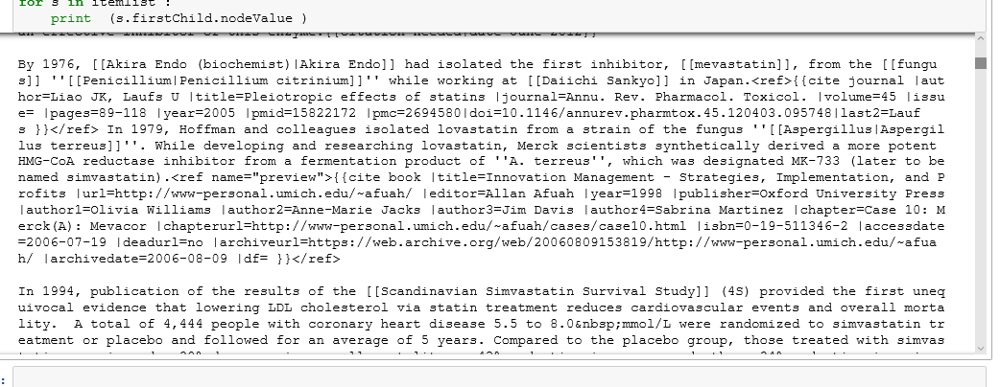 for s in itemlist :
    print  (s.firstChild.nodeValue )
an effective inhibitor of this enzyme.{{citation needed|date=June 2012}}
By 1976, [[Akira Endo (biochemist)|Akira Endo]] had isolated the first inhibitor, [[mevastatin]], from the [[fungu
s]] ''[[Penicillium|Penicillium citrinium]]'' while working at [[Daiichi Sankyo]] in Japan.<ref>{{cite journal |aut
hor=Liao JK, Laufs U |title=Pleiotropic effects of statins |journal=Annu. Rev. Pharmacol. Toxicol. |volume=45 |issu
e= |pages=89-118 |year=2005 |pmid=15822172 |pmc=2694580|doi=10.1146/annurev.pharmtox.45.120403.095748|last2=Lauf
s }}</ref> In 1979, Hoffman and colleagues isolated lovastatin from a strain of the fungus ''[[Aspergillus|Aspergil
lus terreus]]''. While developing and researching lovastatin, Merck scientists synthetically derived a more potent
HMG-CoA reductase inhibitor from a fermentation product of ''A. terreus'', which was designated MK-733 (later to be
named simvastatin).<ref name="preview">{{cite book |title=Innovation Management - Strategies, Implementation, and P
rofits |url=http://www-personal.umich.edu/~afuah/ |editor=Allan Afuah |year=1998 |publisher=Oxford University Press
|author1=Olivia Williams |author2=Anne-Marie Jacks |author3=Jim Davis |author4=Sabrina Martinez |chapter=Case 10: M
erck(A): Mevacor |chapterurl=http://www-personal.umich.edu/~afuah/cases/case10.html |isbn=0-19-511346-2 |accessdate
=2006-07-19 |deadurl=no |archiveurl=https://web.archive.org/web/20060809153819/http://www-personal.umich.edu/~afua
h/ |archivedate=2006-08-09 |df= }}</ref>
In 1994, publication of the results of the [[Scandinavian Simvastatin Survival Study]] (4S) provided the first uneq
uivocal evidence that lowering LDL cholesterol via statin treatment reduces cardiovascular events and overall morta
lity.  A total of 4,444 people with coronary heart disease 5.5 to 8.0&nbsp;mmol/L were randomized to simvastatin tr
eatment or placebo and followed for an average of 5 years. Compared to the placebo group, those treated with simvas
: